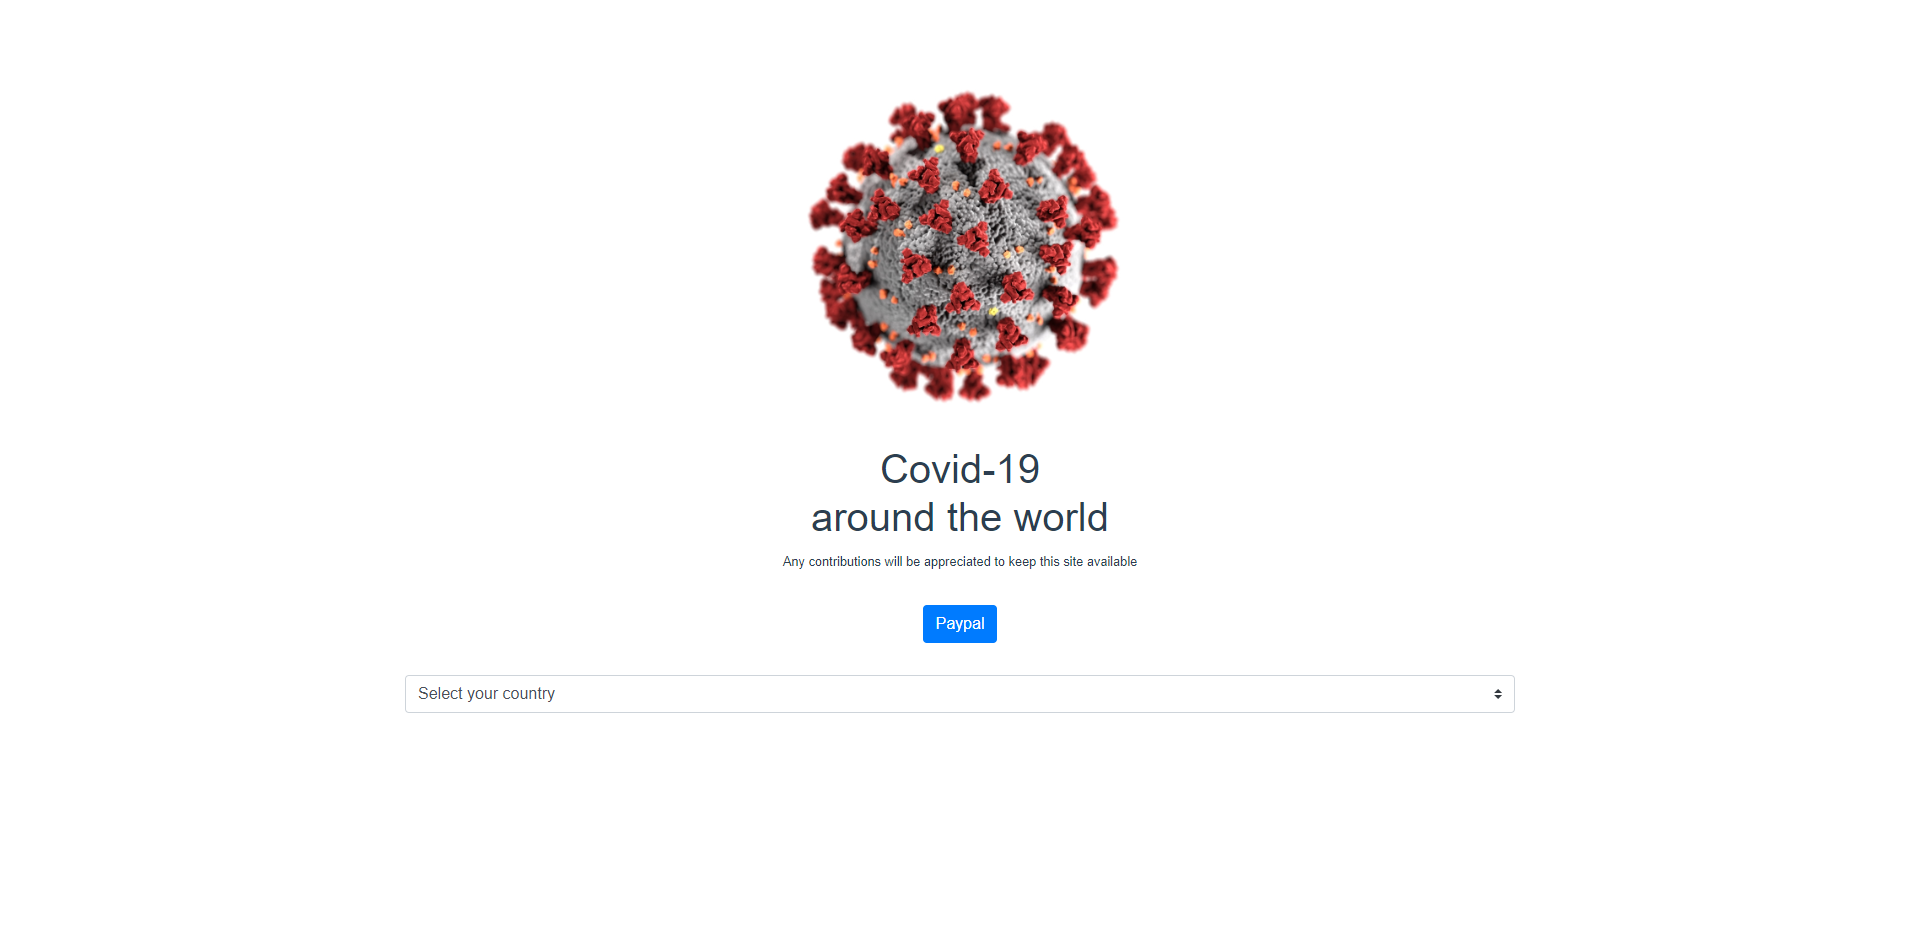 Covid-19
around the world
Any contributions will be appreciated to keep this site available
Paypal
Select your country